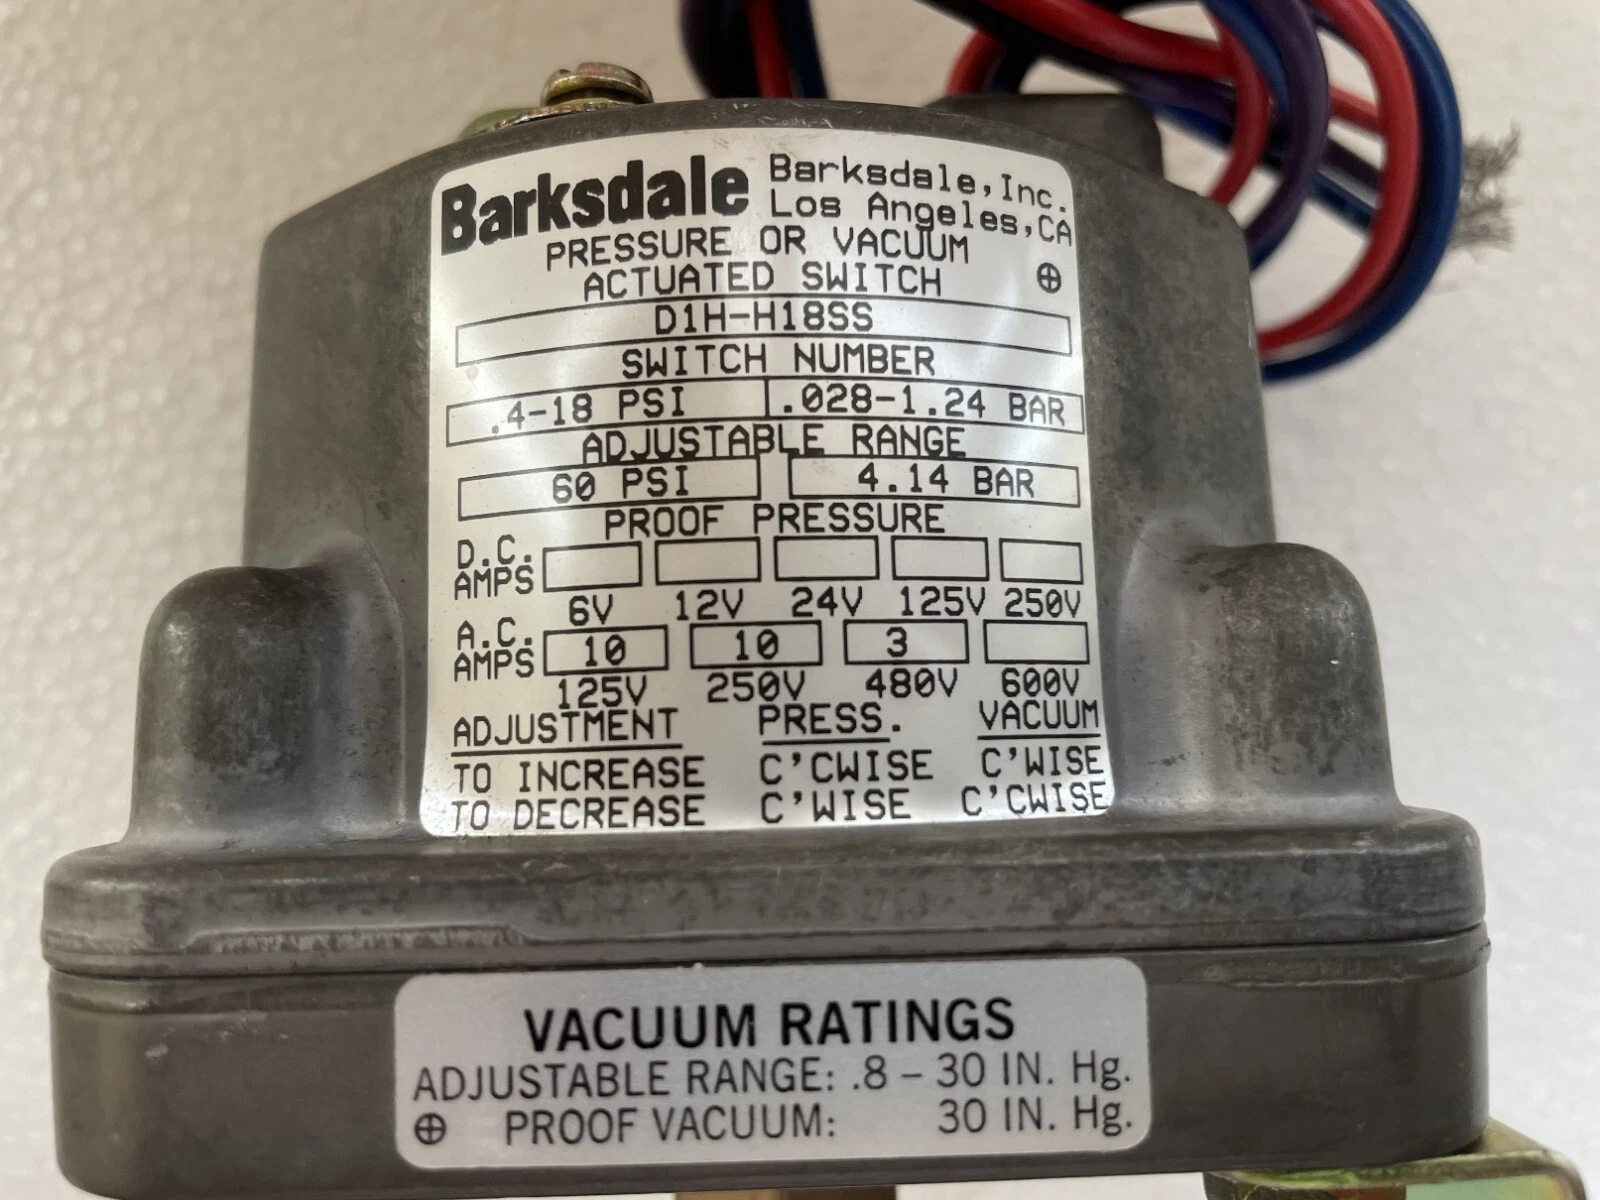 Barksdale Barksdale, Inc.
Los Angeles, CA
PRESSURE OR VACUUM
ACTUATED SWITCH ⊕
D1H-H18SS
SWITCH NUMBER
.4-18 PSI .028-1.24 BAR
ADJUSTABLE RANGE
60 PSI 4.14 BAR
PROOF PRESSURE
D.C.
AMPS
6V 12V 24V 125V 250V
A.C.
AMPS 10 10 3
125V 250V 480V 600V
ADJUSTMENT PRESS. VACUUM
TO INCREASE C'CWISE C'WISE
TO DECREASE C'WISE C'CWISE
VACUUM RATINGS
ADJUSTABLE RANGE: .8 – 30 IN. Hg.
⊕ PROOF VACUUM: 30 IN. Hg.